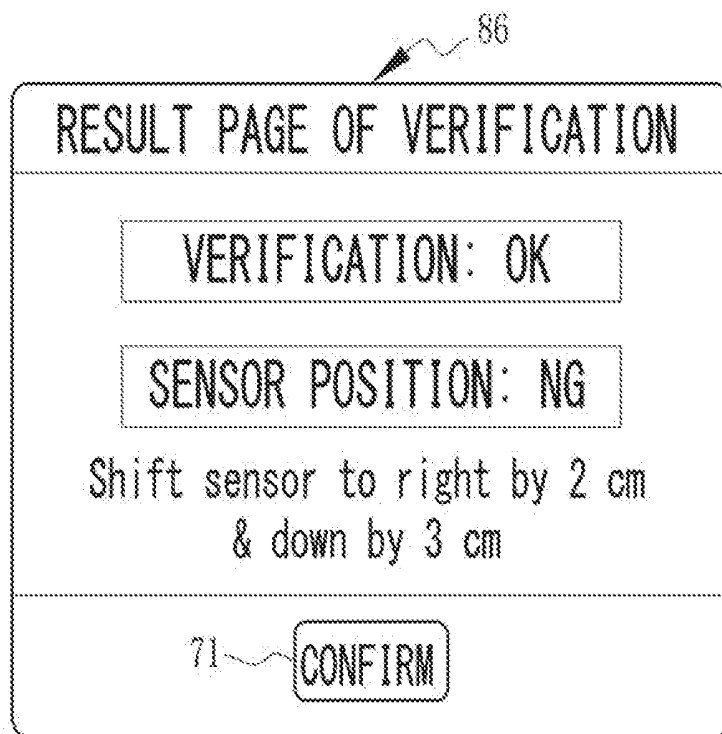 86
RESULT PAGE OF VERIFICATION
VERIFICATION: OK
SENSOR POSITION: NG
Shift sensor to right by 2 cm
& down by 3 cm
71 CONFIRM